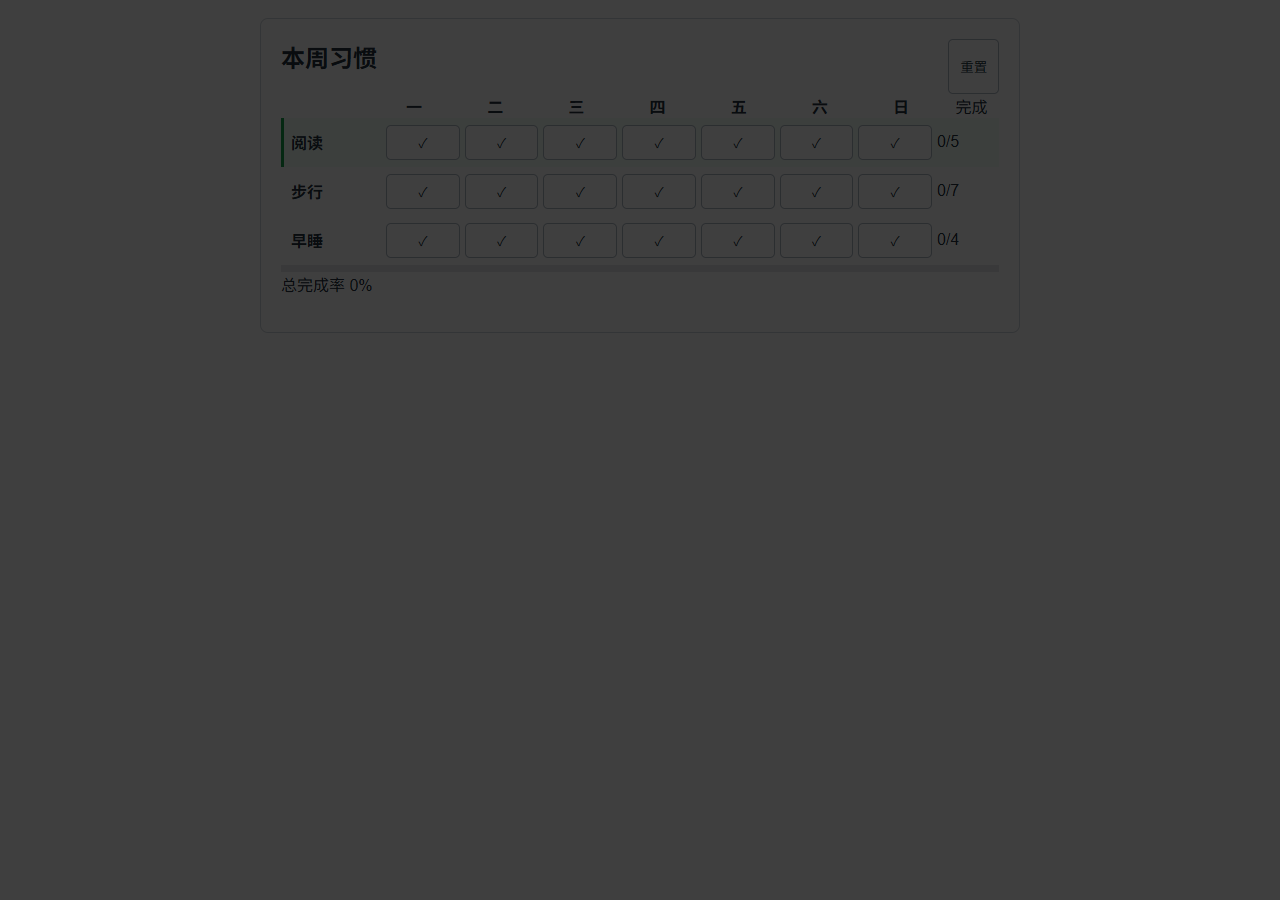 本周习惯
重置
一 二 三 四 五 六 日 完成
阅读 ✓ ✓ ✓ ✓ ✓ ✓ ✓ 0/5
步行 ✓ ✓ ✓ ✓ ✓ ✓ ✓ 0/7
早睡 ✓ ✓ ✓ ✓ ✓ ✓ ✓ 0/4
总完成率 0%